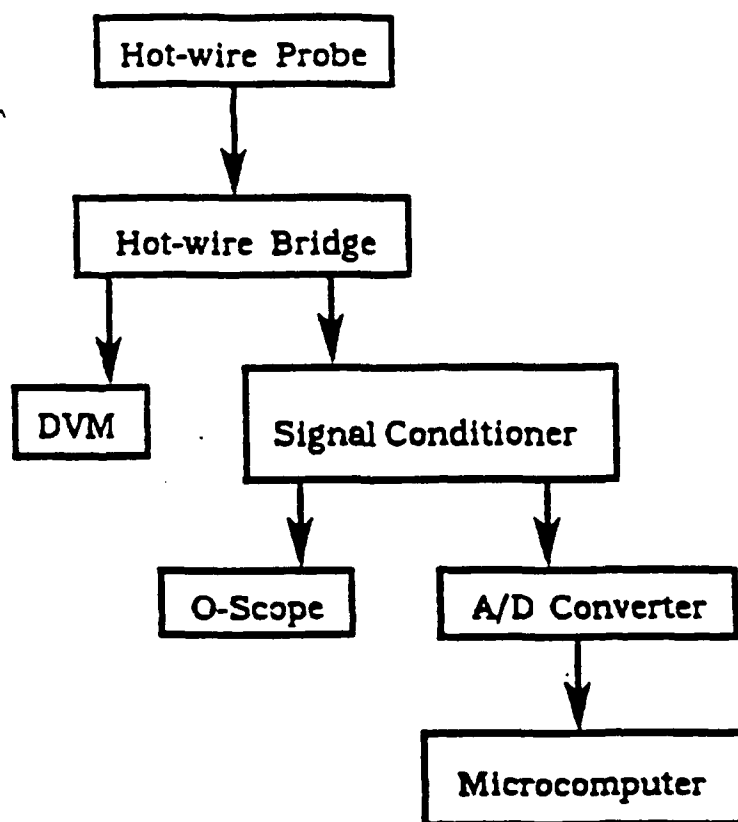 Hot-wire Probe
Hot-wire Bridge
DVM
Signal Conditioner
O-Scope
A/D Converter
Microcomputer